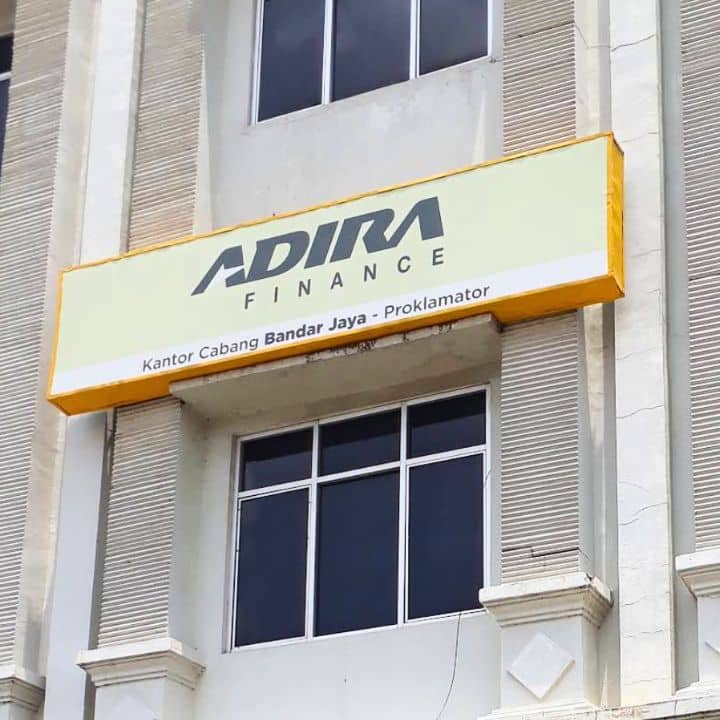 ADIRA
FINANCE
Kantor Cabang Bandar Jaya - Proklamator